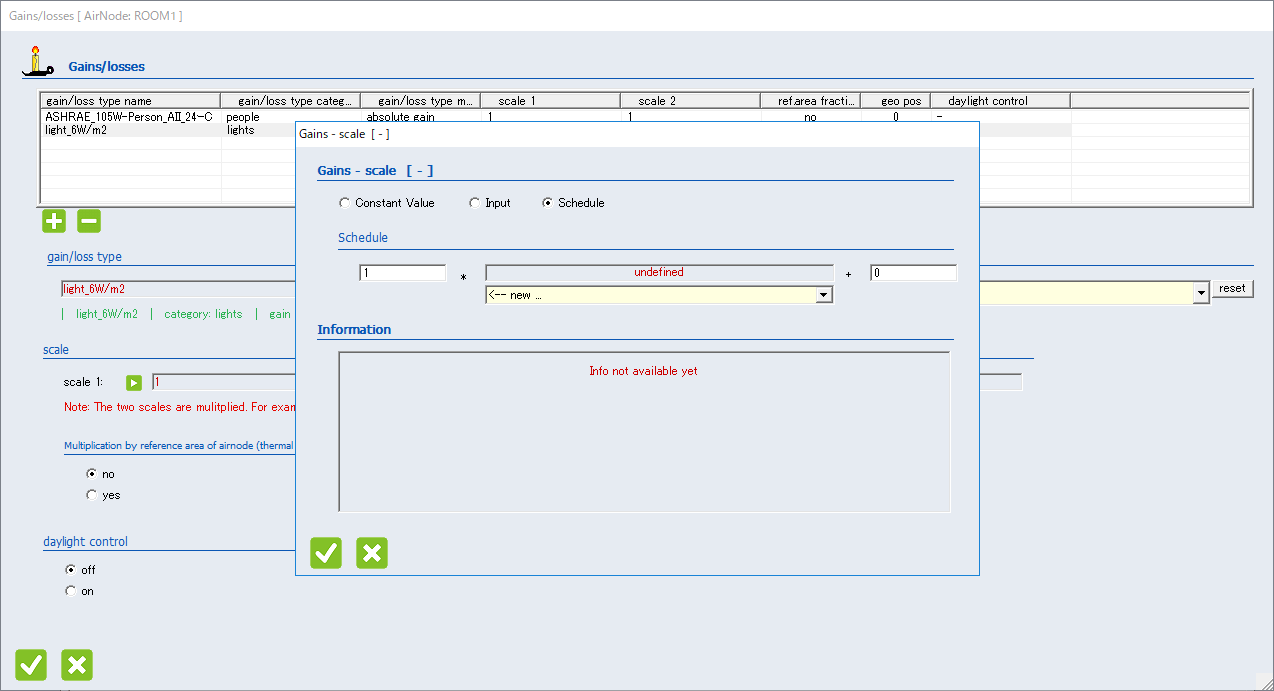 Gains/losses [ AirNode: ROOM1 ]
Gains/losses
gain/loss type name gain/loss type categ... gain/loss type m... scale 1 scale 2 ref.area fracti... geo pos daylight control
ASHRAE_105W-Person_AII_24-C people absolute gain 1 1 no 0 -
light_6W/m2 lights
Gains - scale [ - ]
Gains - scale [ - ]
Constant Value Input Schedule
Schedule
1 * undefined + 0
<-- new ...
Information
Info not available yet
gain/loss type
light_6W/m2
reset
| light_6W/m2 | category: lights | gain
scale
scale 1: 1
Note: The two scales are mulitplied. For exam
Multiplication by reference area of airnode (thermal
no
yes
daylight control
off
on